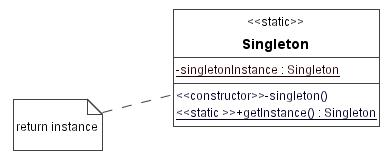 <<static>>
Singleton
-singletonInstance : Singleton
<<constructor>>-singleton()
<<static >>+getInstance() : Singleton
return instance